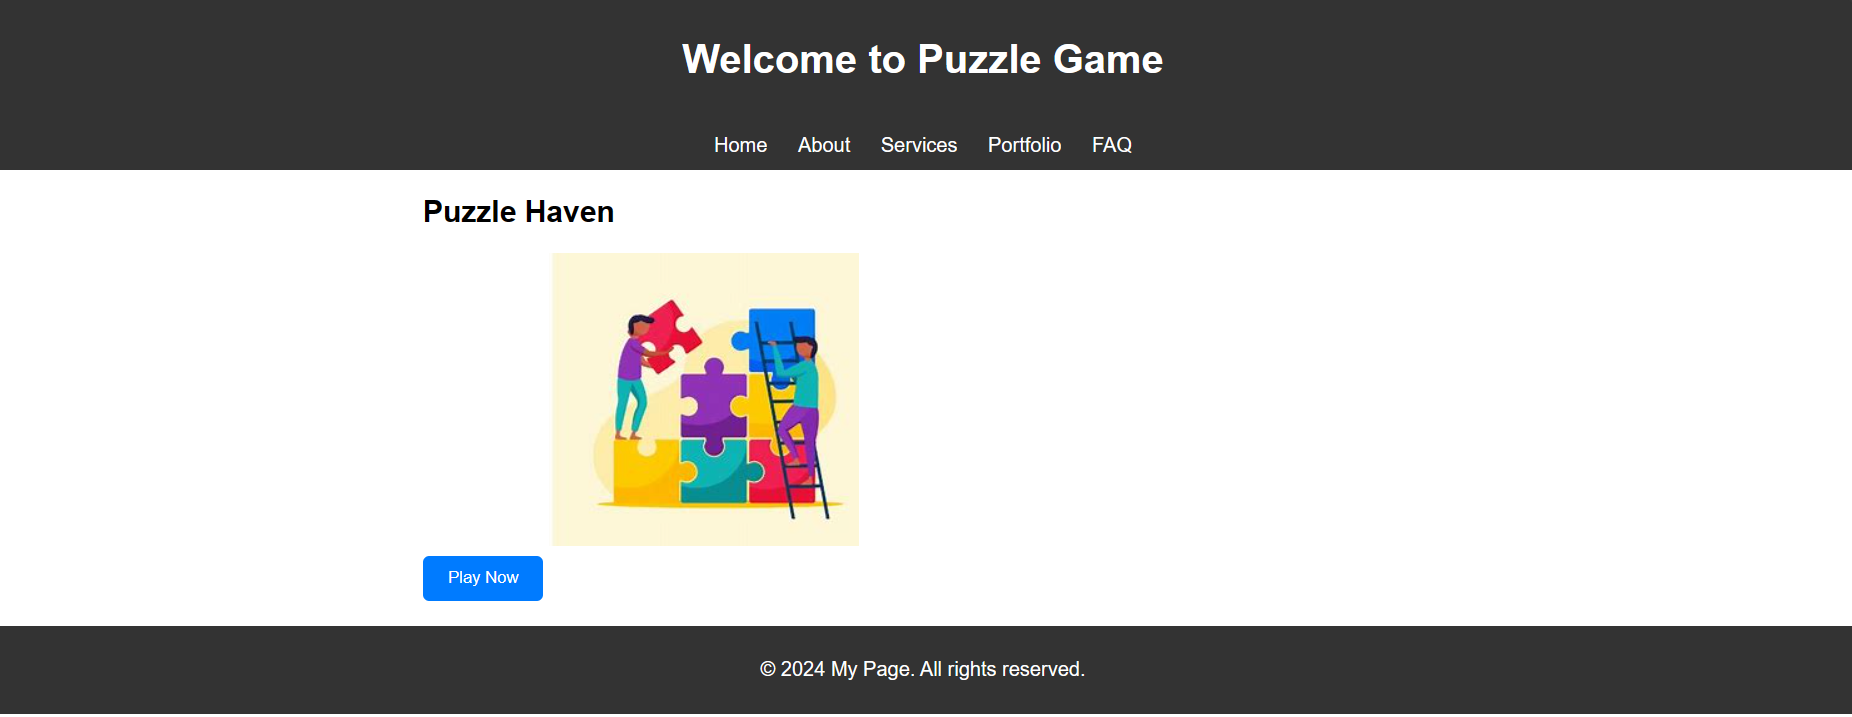 Welcome to Puzzle Game
Home About Services Portfolio FAQ
Puzzle Haven
Play Now
© 2024 My Page. All rights reserved.